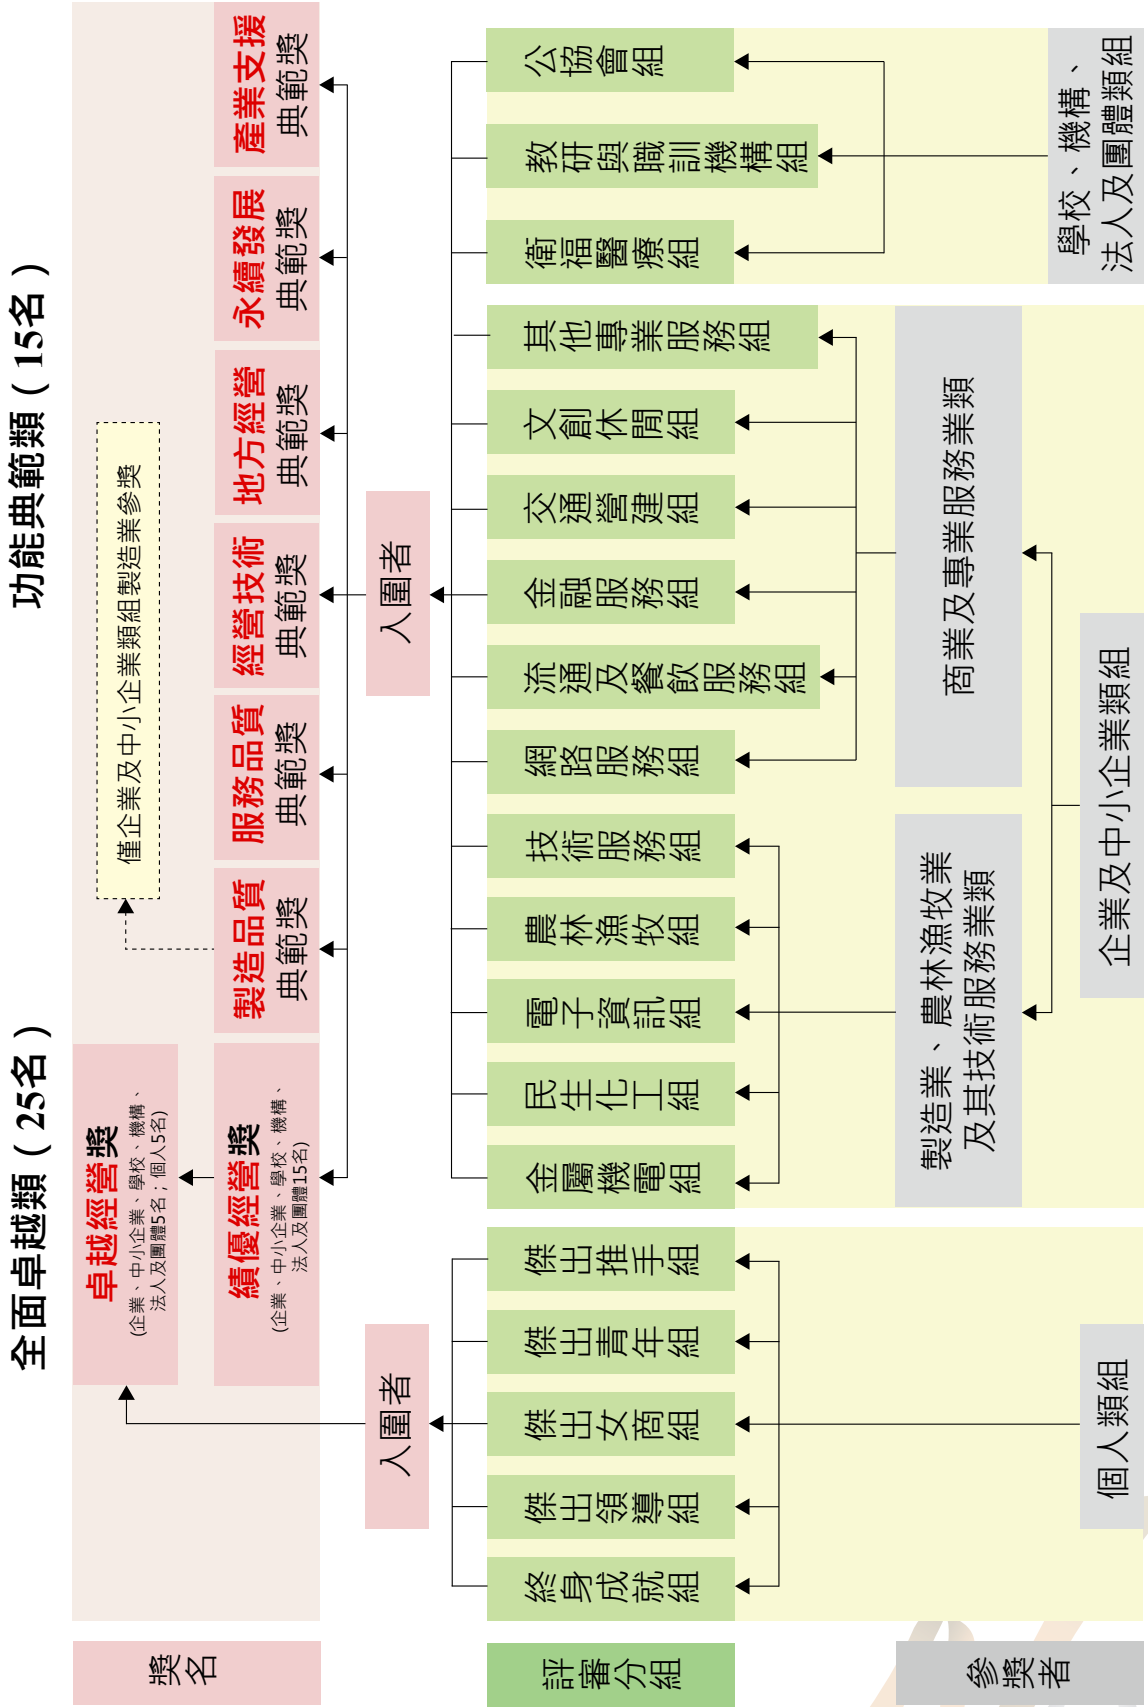 全面卓越類（25名）
功能典範類（15名）
獎名
卓越經營獎
(企業、中小企業、學校、機構、
法人及團體5名；個人5名)
僅企業及中小企業類組製造業參獎
績優經營獎
(企業、中小企業、學校、機構、
法人及團體15名)
製造品質
典範獎
服務品質
典範獎
經營技術
典範獎
地方經營
典範獎
永續發展
典範獎
產業支援
典範獎
入圍者
入圍者
評審分組
終身成就組
傑出領導組
傑出女商組
傑出青年組
傑出推手組
金屬機電組
民生化工組
電子資訊組
農林漁牧組
技術服務組
網路服務組
流通及餐飲服務組
金融服務組
交通營建組
文創休閒組
其他專業服務組
衛福醫療組
教研與職訓機構組
公協會組
參獎者
製造業、農林漁牧業
及其技術服務業類
商業及專業服務業類
個人類組
企業及中小企業類組
學校、機構、
法人及團體類組